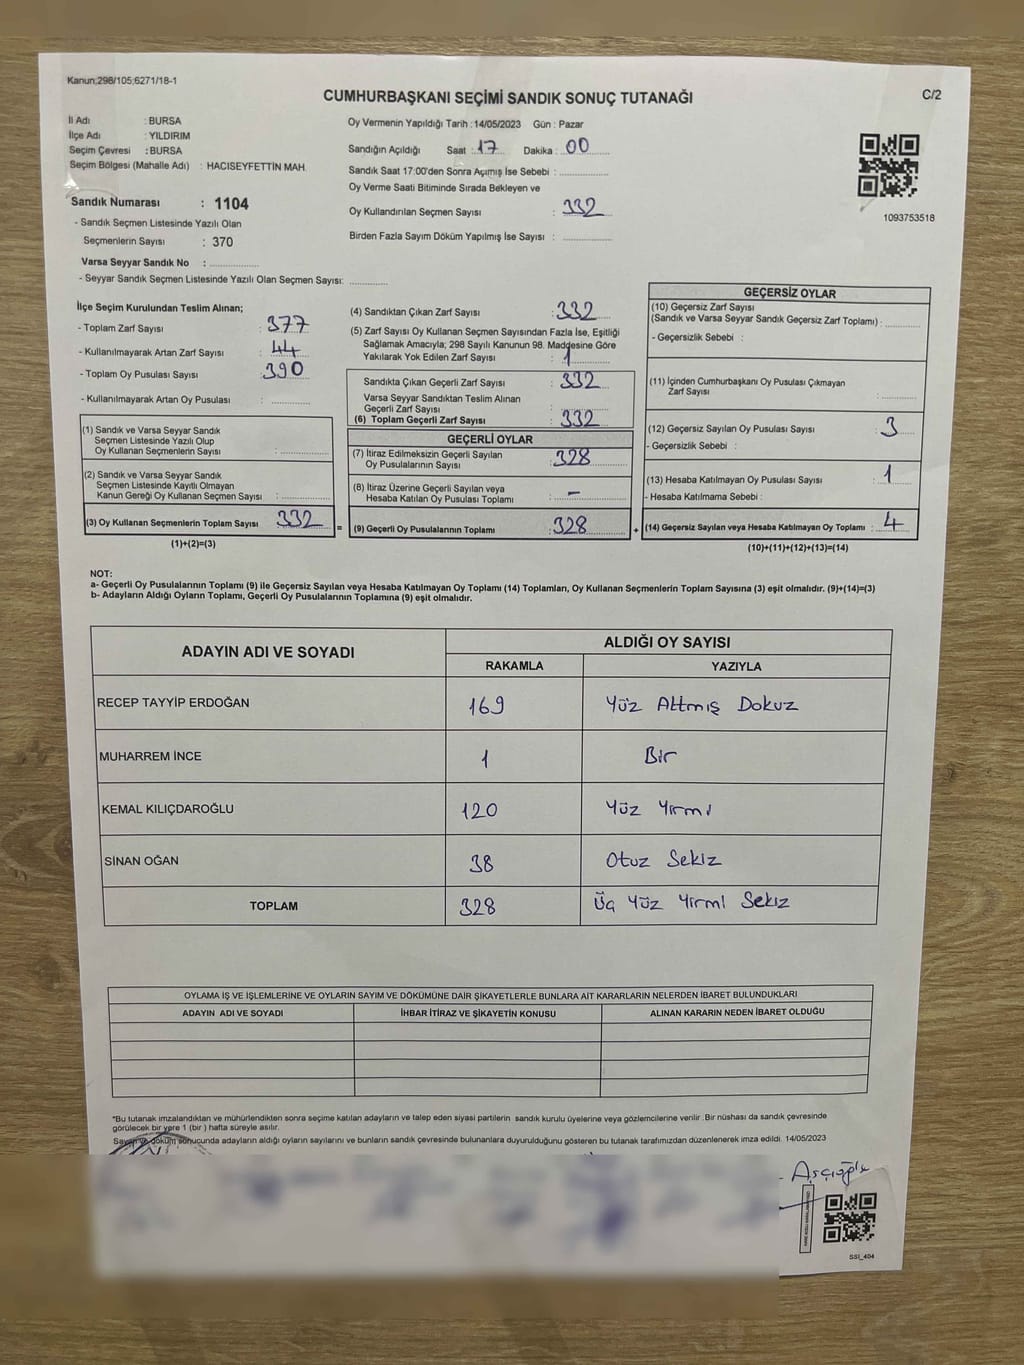 Kanun;298/105;6271/18-1
CUMHURBAŞKANI SEÇİMİ SANDIK SONUÇ TUTANAĞI
C/2
İl Adı : BURSA
İlçe Adı : YILDIRIM
Seçim Çevresi : BURSA
Seçim Bölgesi (Mahalle Adı) : HACISEYFETTİN MAH.
Sandık Numarası : 1104
- Sandık Seçmen Listesinde Yazılı Olan
Seçmenlerin Sayısı : 370
Varsa Seyyar Sandık No :
- Seyyar Sandık Seçmen Listesinde Yazılı Olan Seçmen Sayısı:
Oy Vermenin Yapıldığı Tarih : 14/05/2023 Gün : Pazar
Sandığın Açıldığı Saat : 17 Dakika : 00
Sandık Saat 17:00'den Sonra Açımış İse Sebebi :
Oy Verme Saati Bitiminde Sırada Bekleyen ve
Oy Kullandırılan Seçmen Sayısı : 332
Birden Fazla Sayım Döküm Yapılmış İse Sayısı :
1093753518
İlçe Seçim Kurulundan Teslim Alınan;
- Toplam Zarf Sayısı : 377
- Kullanılmayarak Artan Zarf Sayısı : 44
- Toplam Oy Pusulası Sayısı : 390
- Kullanılmayarak Artan Oy Pusulası :
(1) Sandık ve Varsa Seyyar Sandık
Seçmen Listesinde Yazılı Olup
Oy Kullanan Seçmenlerin Sayısı :
(2) Sandık ve Varsa Seyyar Sandık
Seçmen Listesinde Kayıtlı Olmayan
Kanun Gereği Oy Kullanan Seçmen Sayısı :
(3) Oy Kullanan Seçmenlerin Toplam Sayısı : 332
(1)+(2)=(3)
=
(4) Sandıktan Çıkan Zarf Sayısı : 332
(5) Zarf Sayısı Oy Kullanan Seçmen Sayısından Fazla İse, Eşitliği
Sağlamak Amacıyla; 298 Sayılı Kanunun 98. Maddesine Göre
Yakılarak Yok Edilen Zarf Sayısı : 1
Sandıkta Çıkan Geçerli Zarf Sayısı : 332
Varsa Seyyar Sandıktan Teslim Alınan
Geçerli Zarf Sayısı :
(6) Toplam Geçerli Zarf Sayısı : 332
GEÇERLİ OYLAR
(7) İtiraz Edilmeksizin Geçerli Sayılan
Oy Pusulalarının Sayısı : 328
(8) İtiraz Üzerine Geçerli Sayılan veya
Hesaba Katılan Oy Pusulası Toplamı : -
(9) Geçerli Oy Pusulalarının Toplamı : 328
+
GEÇERSİZ OYLAR
(10) Geçersiz Zarf Sayısı
(Sandık ve Varsa Seyyar Sandık Geçersiz Zarf Toplamı) :
- Geçersizlik Sebebi :
(11) İçinden Cumhurbaşkanı Oy Pusulası Çıkmayan
Zarf Sayısı :
(12) Geçersiz Sayılan Oy Pusulası Sayısı : 3
- Geçersizlik Sebebi :
(13) Hesaba Katılmayan Oy Pusulası Sayısı : 1
- Hesaba Katılmama Sebebi :
(14) Geçersiz Sayılan veya Hesaba Katılmayan Oy Toplamı : 4
(10)+(11)+(12)+(13)=(14)
NOT:
a- Geçerli Oy Pusulalarının Toplamı (9) ile Geçersiz Sayılan veya Hesaba Katılmayan Oy Toplamı (14) Toplamları, Oy Kullanan Seçmenlerin Toplam Sayısına (3) eşit olmalıdır. (9)+(14)=(3)
b- Adayların Aldığı Oyların Toplamı, Geçerli Oy Pusulalarının Toplamına (9) eşit olmalıdır.
ADAYIN ADI VE SOYADI ALDIĞI OY SAYISI
RAKAMLA YAZIYLA
RECEP TAYYİP ERDOĞAN 169 Yüz Altmış Dokuz
MUHARREM İNCE 1 Bir
KEMAL KILIÇDAROĞLU 120 Yüz Yirmi
SİNAN OĞAN 38 Otuz Sekiz
TOPLAM 328 Üç Yüz Yirmi Sekiz
OYLAMA İŞ VE İŞLEMLERİNE VE OYLARIN SAYIM VE DÖKÜMÜNE DAİR ŞİKAYETLERLE BUNLARA AİT KARARLARIN NELERDEN İBARET BULUNDUKLARI
ADAYIN ADI VE SOYADI İHBAR İTİRAZ VE ŞİKAYETİN KONUSU ALINAN KARARIN NEDEN İBARET OLDUĞU
*Bu tutanak imzalandıktan ve mühürlendikten sonra seçime katılan adayların ve talep eden siyasi partilerin sandık kurulu üyelerine veya gözlemcilerine verilir. Bir nüshası da sandık çevresinde
görülecek bir yere 1 (bir) hafta süreyle asılır.
Sayım ve döküm sonucunda adayların aldığı oyların sayılarını ve bunların sandık çevresinde bulunanlara duyurulduğunu gösteren bu tutanak tarafımızdan düzenlenerek imza edildi. 14/05/2023
Aşçıoğlu
SSI_404